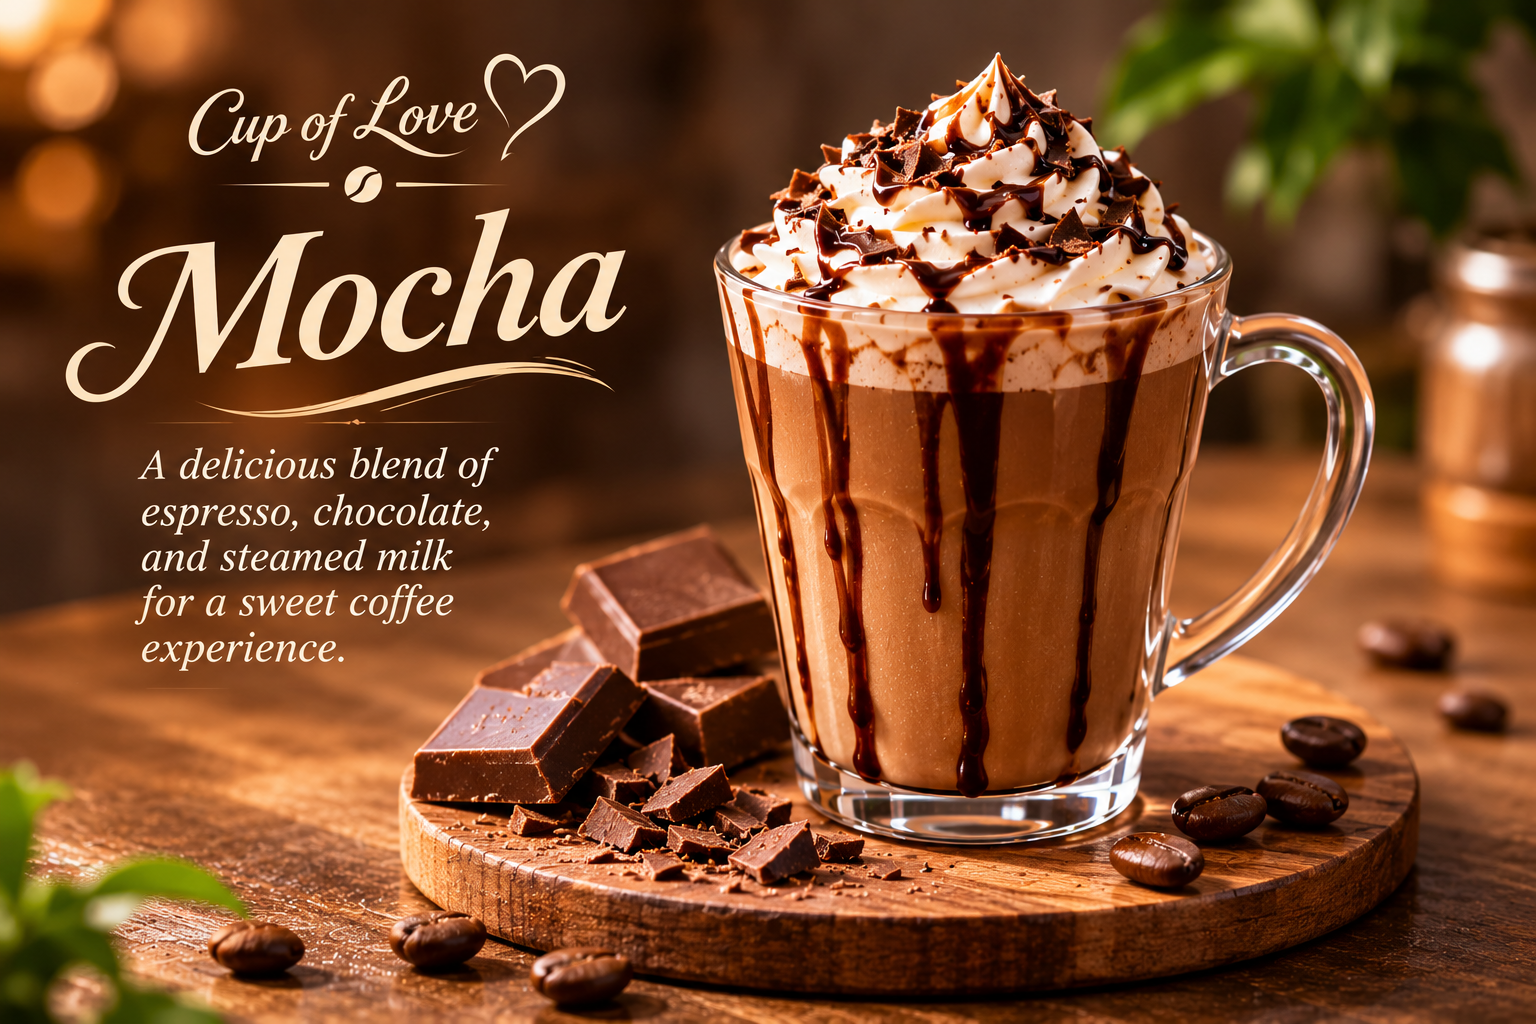 Cup of Love
Mocha
A delicious blend of
espresso, chocolate,
and steamed milk
for a sweet coffee
experience.